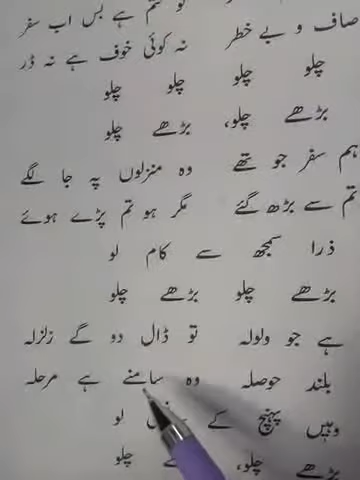 تم ہے بس اب سفر
صاف و بے خطر نہ کوئی خوف ہے نہ ڈر
چلو چلو چلو چلو
بڑھے چلو، بڑھے چلو
ہم سفر جو تھے وہ منزلوں پہ جا لگے
تم سے بڑھ گئے مگر ہو تم پڑے ہوئے
ذرا سمجھ سے کام لو
بڑھے چلو بڑھے چلو
ہے جو ولولہ تو ڈال دو گے زلزلہ
بلند حوصلہ وہ سامنے ہے مرحلہ
وہیں پہنچ کے لو
بڑھے چلو، چلو